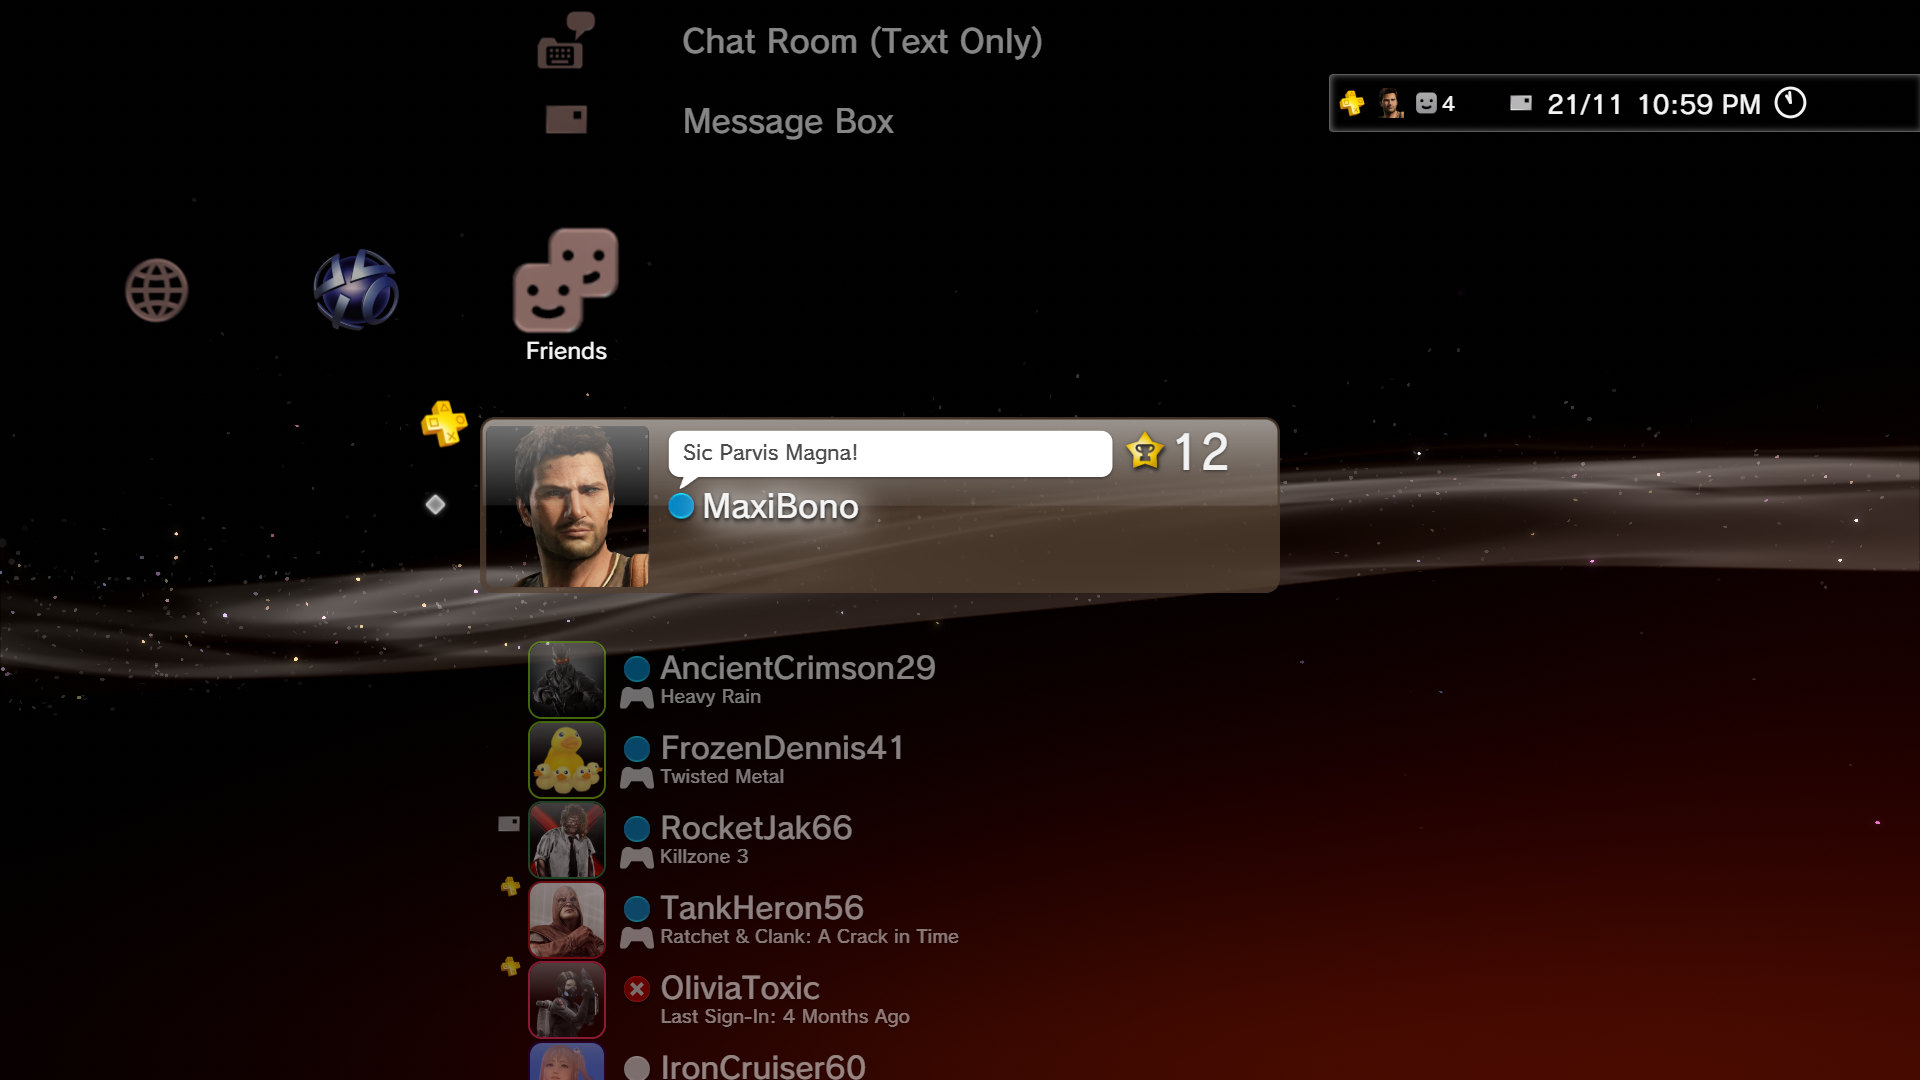 Chat Room (Text Only)
Message Box
4 21/11 10:59 PM
Friends
Sic Parvis Magna!
12
MaxiBono
AncientCrimson29
Heavy Rain
FrozenDennis41
Twisted Metal
RocketJak66
Killzone 3
TankHeron56
Ratchet & Clank: A Crack in Time
OliviaToxic
Last Sign-In: 4 Months Ago
IronCruiser60